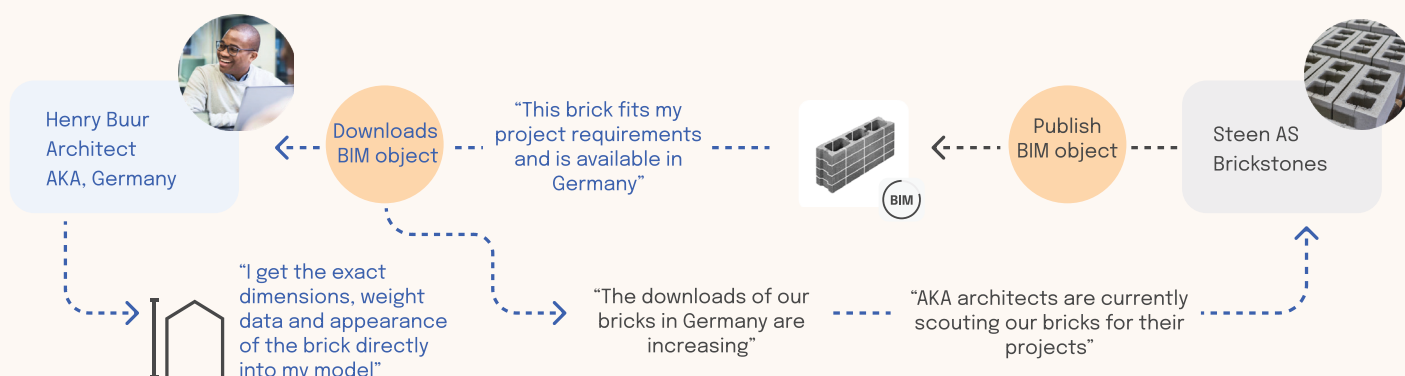 Henry Buur
Architect
AKA, Germany
Downloads
BIM object
“This brick fits my
project requirements
and is available in
Germany”
BIM
Publish
BIM object
Steen AS
Brickstones
“I get the exact
dimensions, weight
data and appearance
of the brick directly
into my model”
“The downloads of our
bricks in Germany are
increasing”
“AKA architects are currently
scouting our bricks for their
projects”